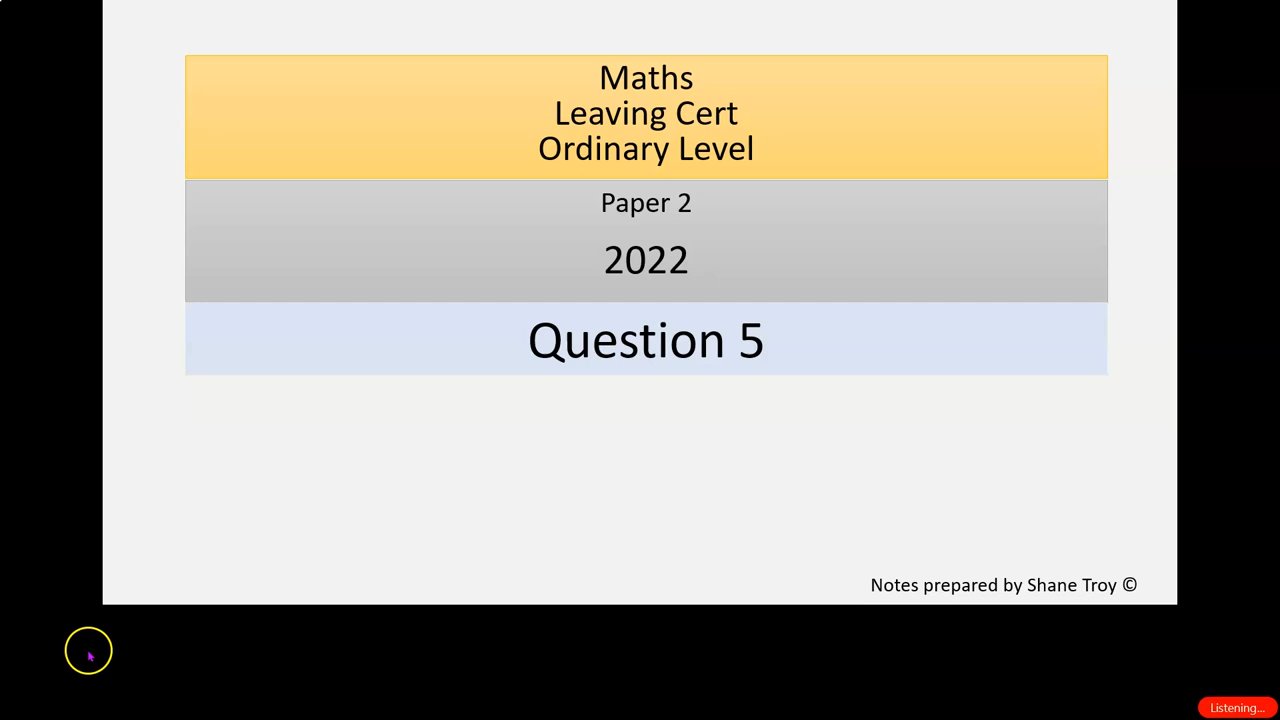 Maths
Leaving Cert
Ordinary Level
Paper 2
2022
Question 5
Notes prepared by Shane Troy ©
Listening...